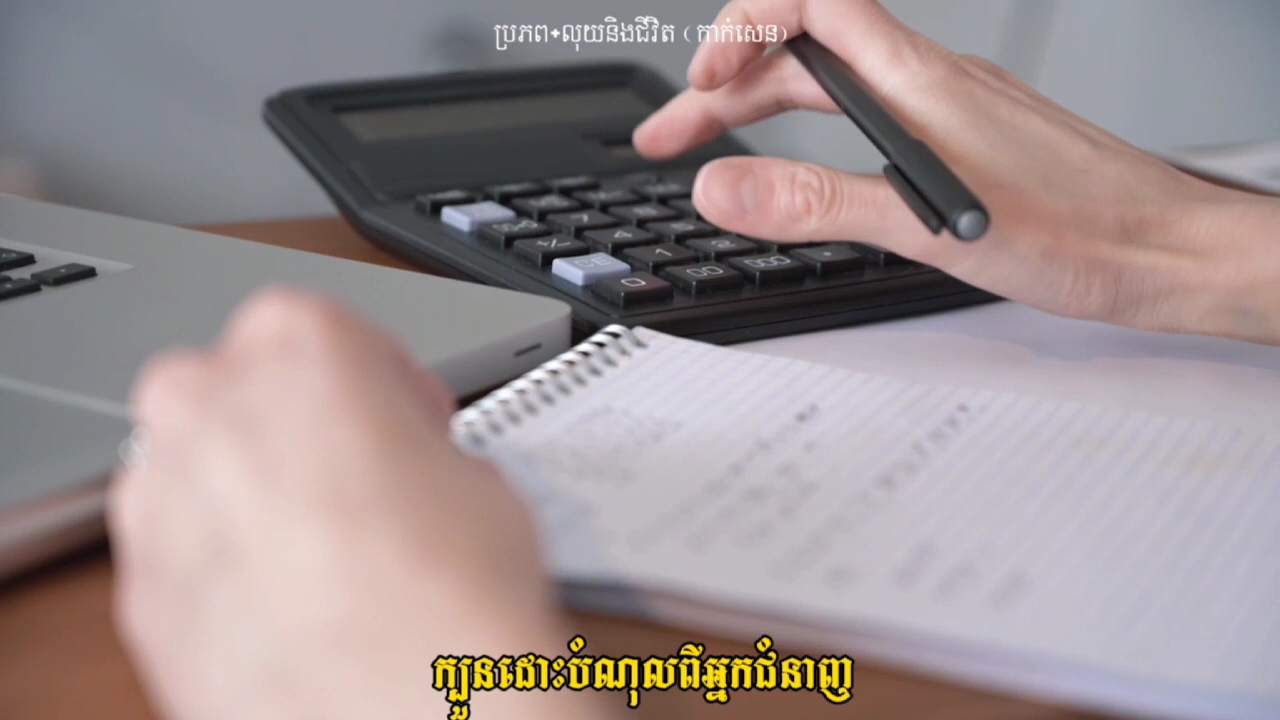 ប្រភព+លុយនិងជីវិត ( កាក់សេន)
ក្បួនដោះបំណុលពីអ្នកជំនាញ